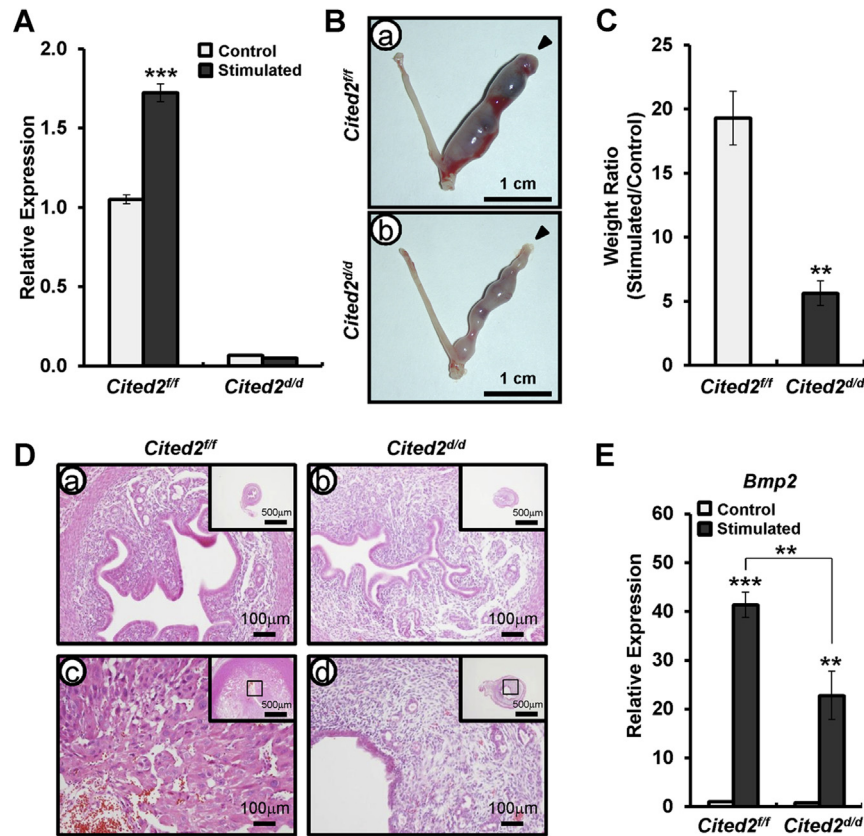 A
Relative Expression
2.0
1.5
1.0
0.5
0.0
Control
Stimulated
***
Cited2f/f
Cited2d/d
B
a
Cited2f/f
1 cm
b
Cited2d/d
1 cm
C
Weight Ratio
(Stimulated/Control)
25
20
15
10
5
0
**
Cited2f/f
Cited2d/d
D
Cited2f/f
Cited2d/d
a
500μm
100μm
b
500μm
100μm
c
500μm
100μm
d
500μm
100μm
E
Bmp2
Control
Stimulated
Relative Expression
60
50
40
30
20
10
0
***
**
**
Cited2f/f
Cited2d/d